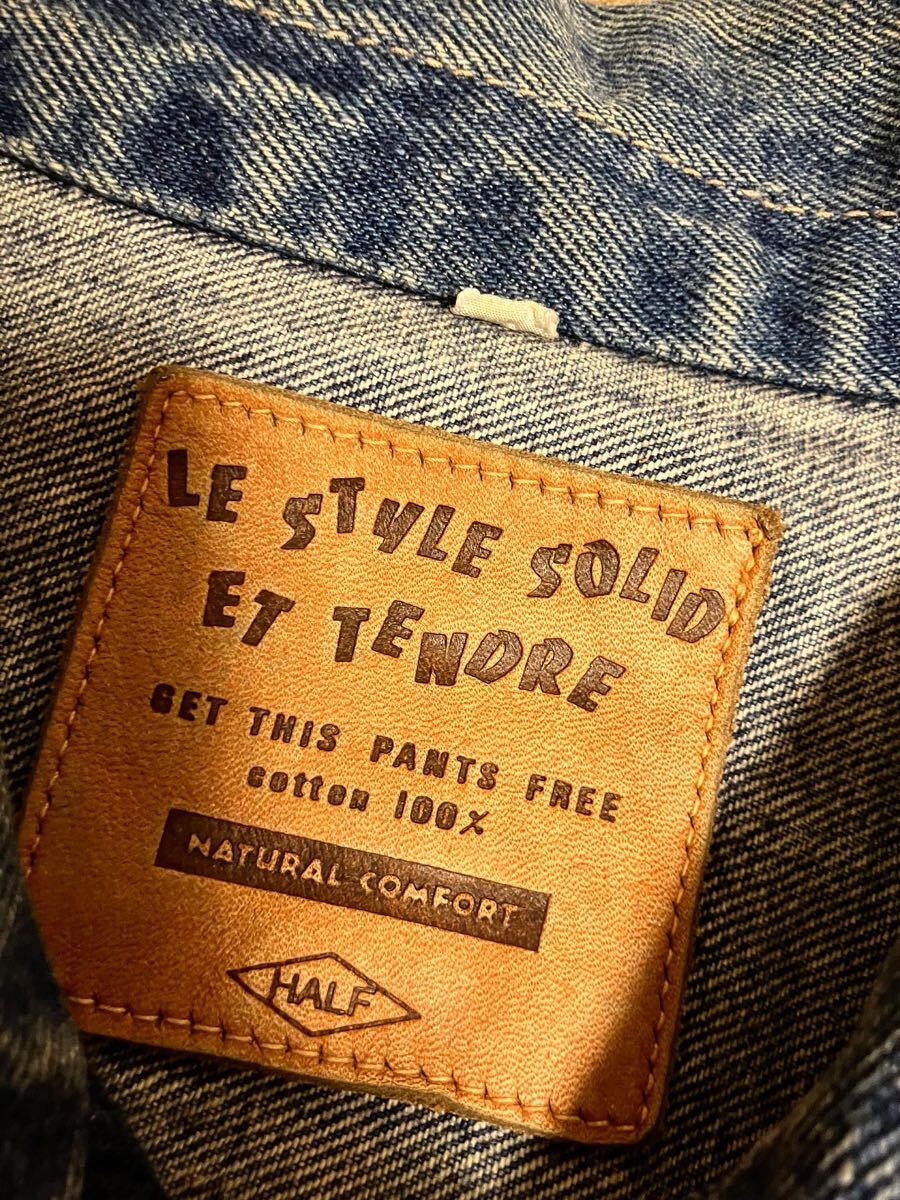 LE STYLE SOLID
ET TENDRE
GET THIS PANTS FREE
cotton 100%
NATURAL COMFORT
HALF